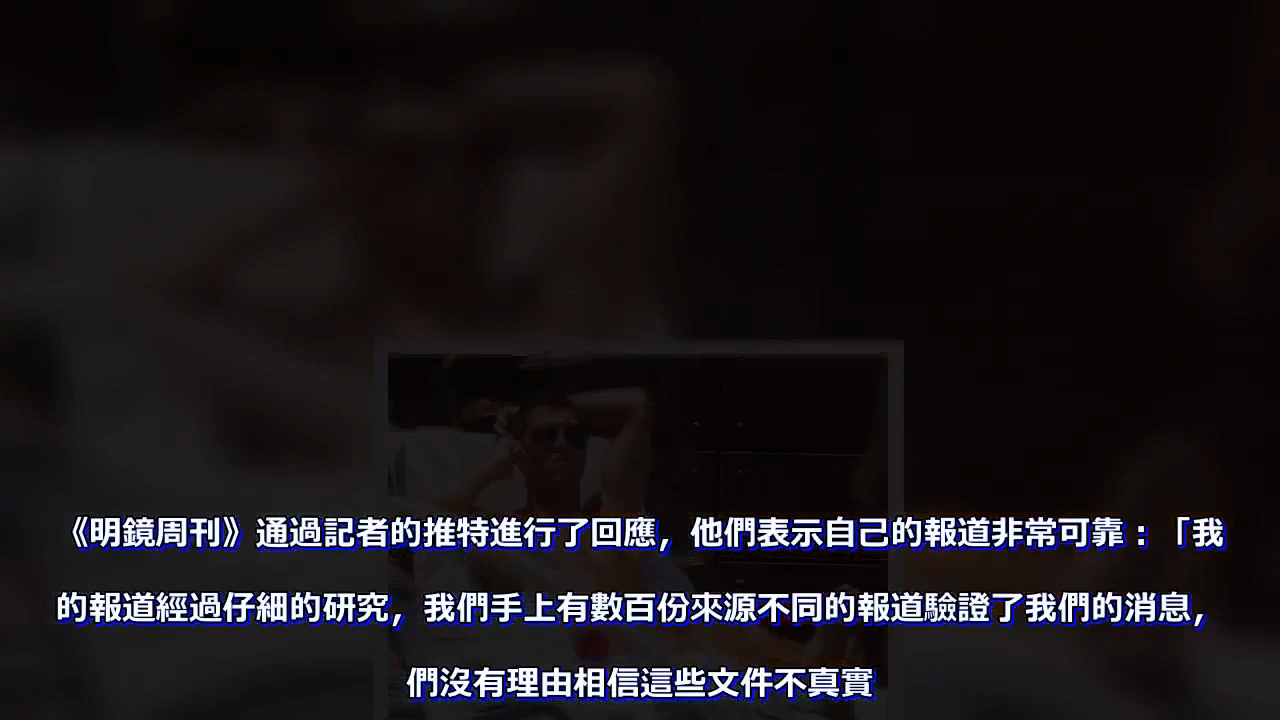 《明鏡周刊》通過記者的推特進行了回應，他們表示自己的報道非常可靠：「我
的報道經過仔細的研究，我們手上有數百份來源不同的報道驗證了我們的消息，
們沒有理由相信這些文件不真實